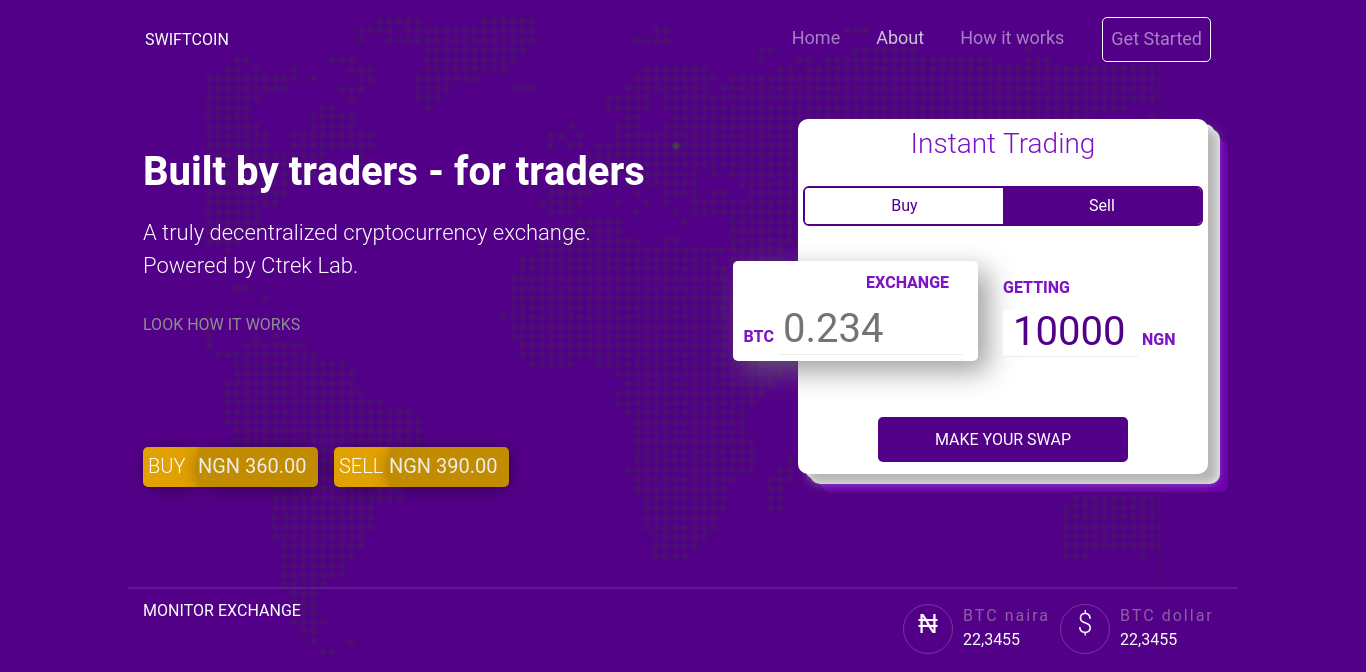 SWIFTCOIN
Home About How it works Get Started
Instant Trading
Built by traders - for traders
Buy Sell
A truly decentralized cryptocurrency exchange.
Powered by Ctrek Lab.
EXCHANGE
GETTING
LOOK HOW IT WORKS
BTC 0.234
10000 NGN
MAKE YOUR SWAP
BUY NGN 360.00
SELL NGN 390.00
MONITOR EXCHANGE
₦ BTC naira
22,3455
$ BTC dollar
22,3455